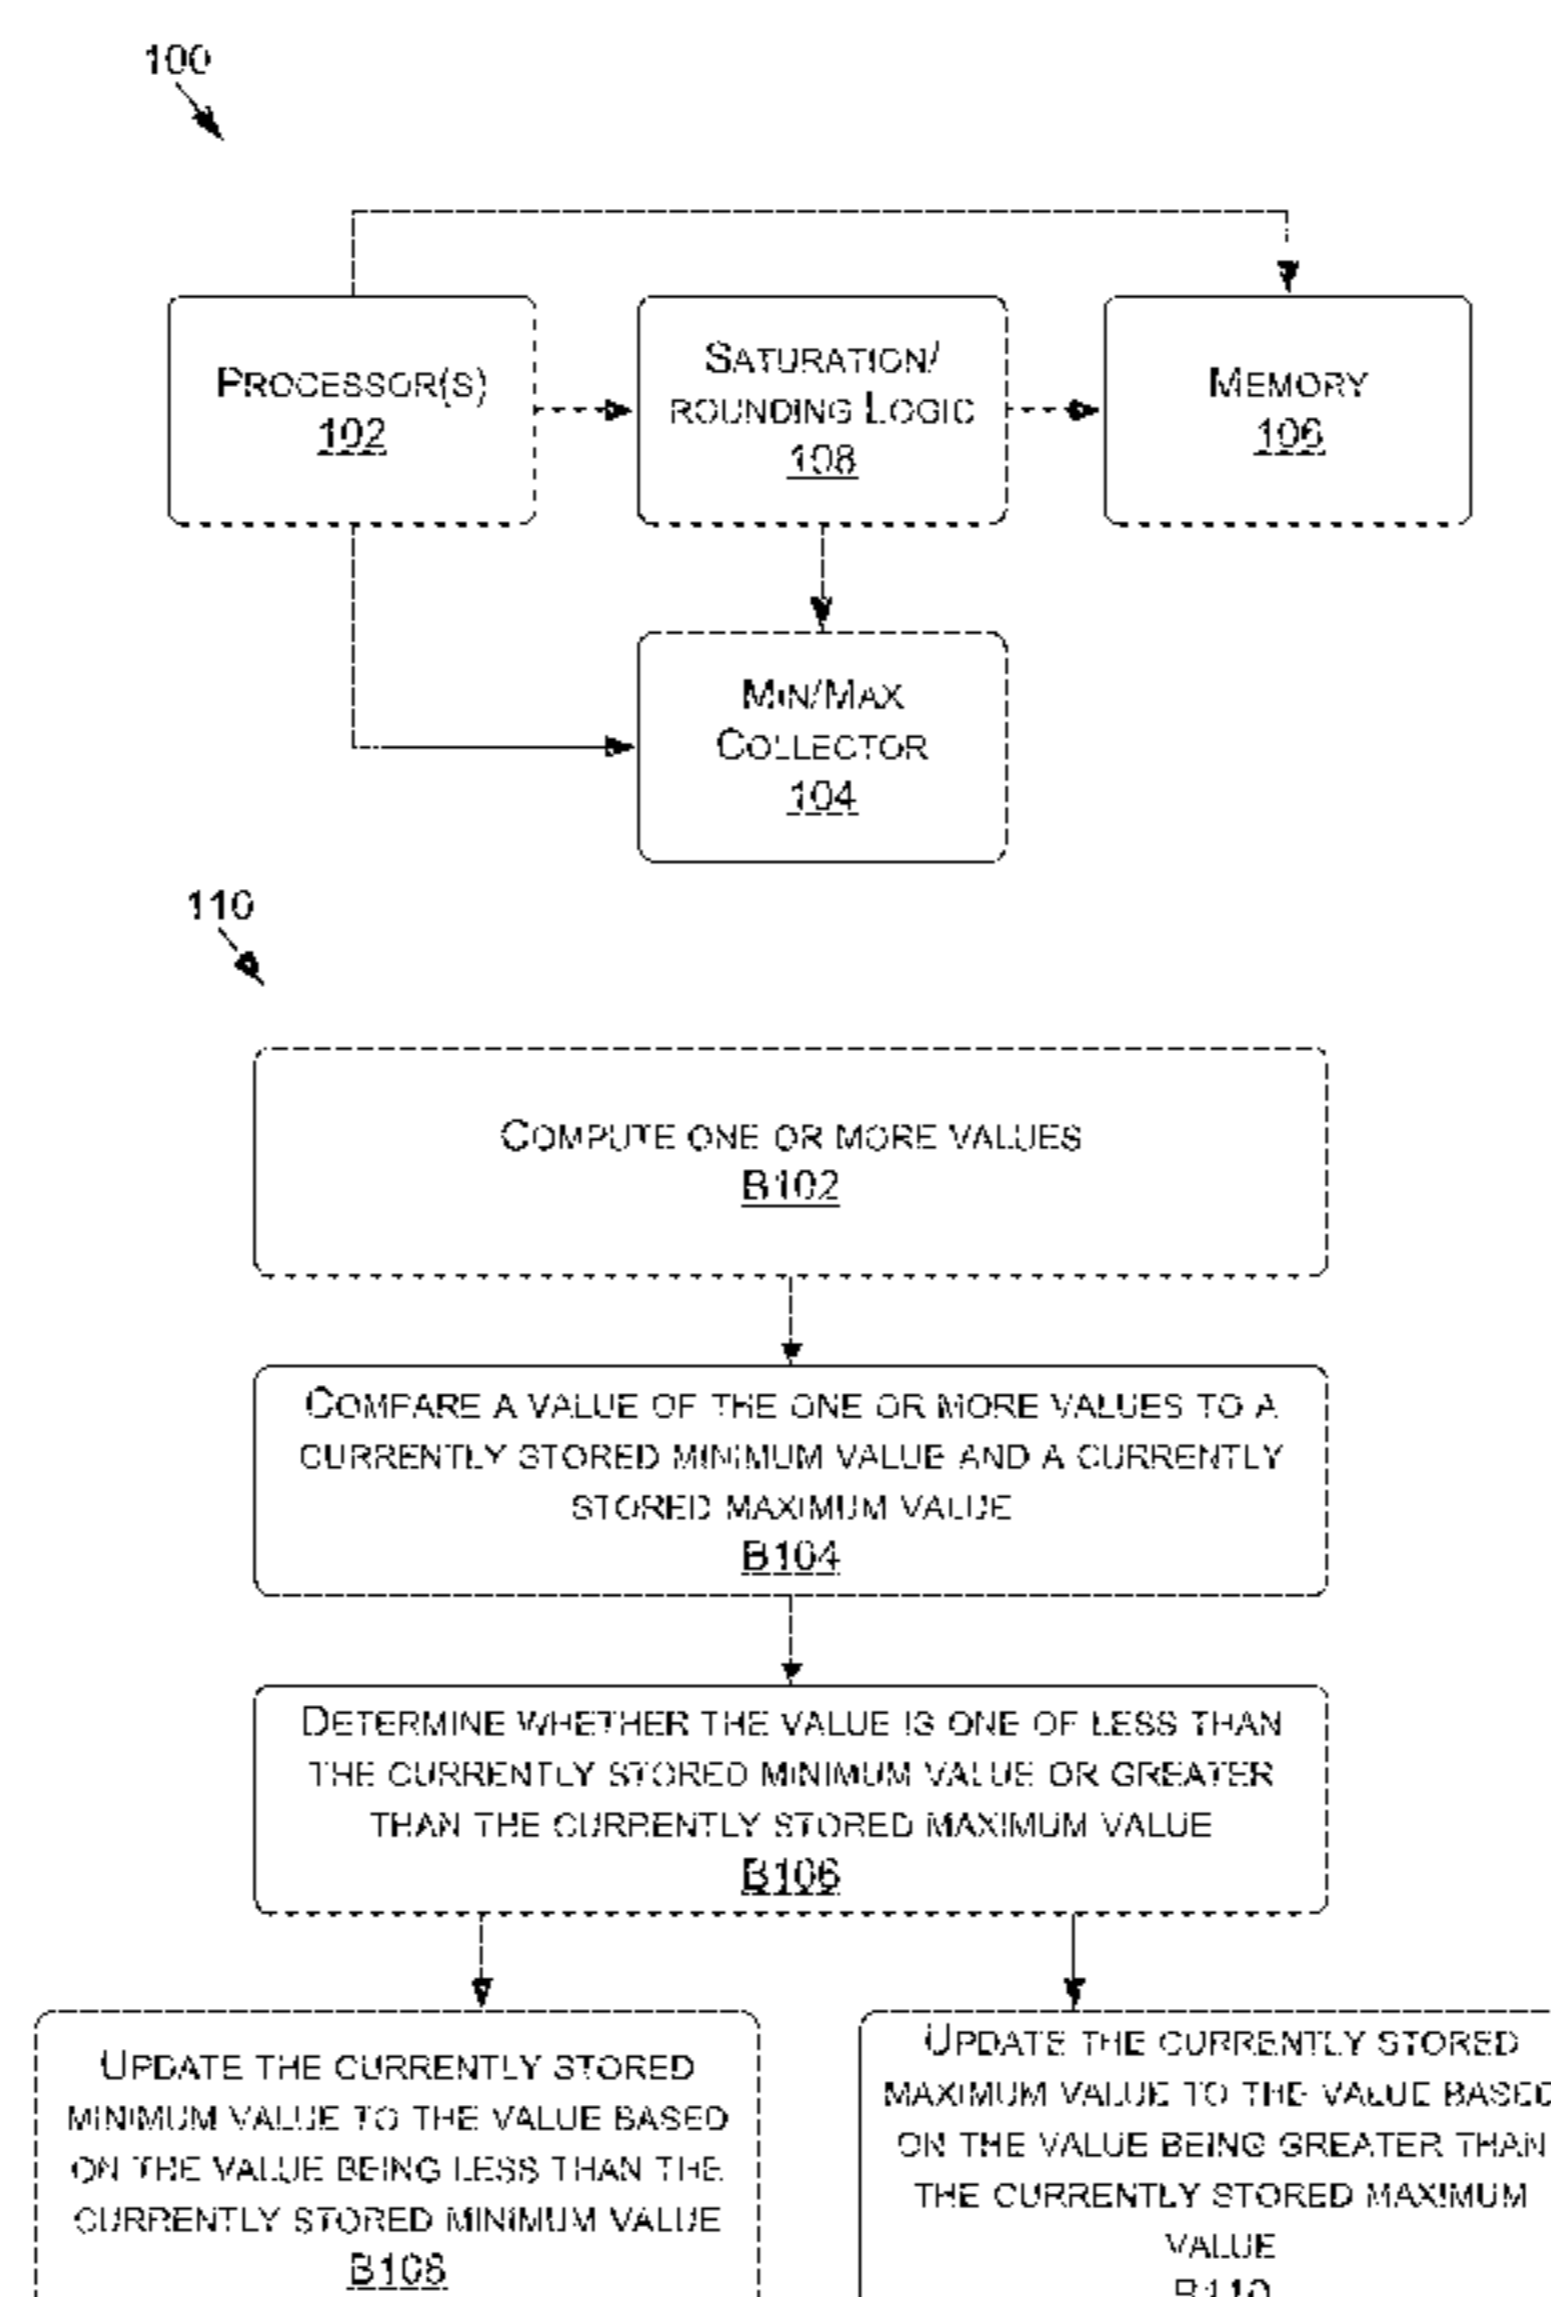 100
PROCESSOR(S)
102
SATURATION/
ROUNDING LOGIC
108
MEMORY
106
MIN/MAX
COLLECTOR
104
110
COMPUTE ONE OR MORE VALUES
B102
COMPARE A VALUE OF THE ONE OR MORE VALUES TO A
CURRENTLY STORED MINIMUM VALUE AND A CURRENTLY
STORED MAXIMUM VALUE
B104
DETERMINE WHETHER THE VALUE IS ONE OF LESS THAN
THE CURRENTLY STORED MINIMUM VALUE OR GREATER
THAN THE CURRENTLY STORED MAXIMUM VALUE
B106
UPDATE THE CURRENTLY STORED
MINIMUM VALUE TO THE VALUE BASED
ON THE VALUE BEING LESS THAN THE
CURRENTLY STORED MINIMUM VALUE
B108
UPDATE THE CURRENTLY STORED
MAXIMUM VALUE TO THE VALUE BASED
ON THE VALUE BEING GREATER THAN
THE CURRENTLY STORED MAXIMUM
VALUE
B110